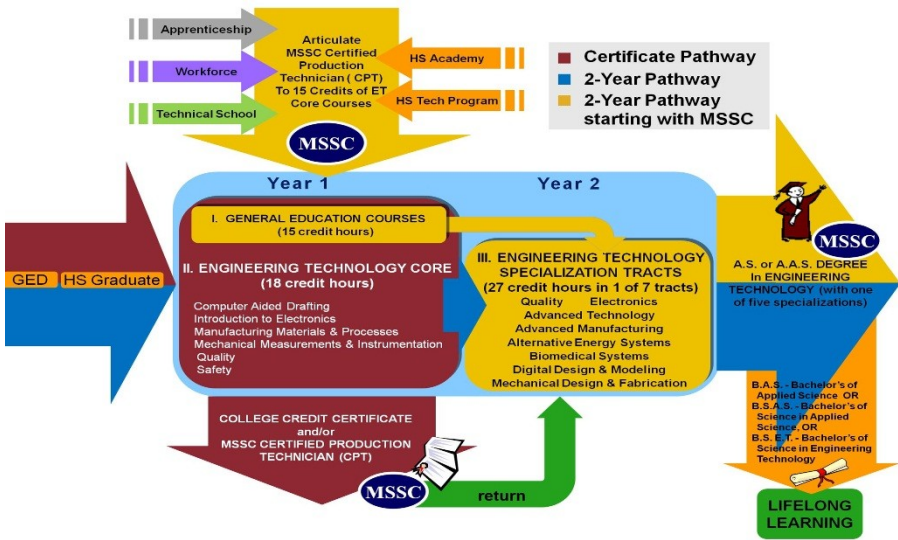 Apprenticeship
Workforce
Technical School
Articulate
MSSC Certified
Production
Technician ( CPT)
To 15 Credits of ET
Core Courses
HS Academy
HS Tech Program
MSSC
Certificate Pathway
2-Year Pathway
2-Year Pathway
starting with MSSC
Year 1
Year 2
GED
HS Graduate
I. GENERAL EDUCATION COURSES
(15 credit hours)
II. ENGINEERING TECHNOLOGY CORE
(18 credit hours)
Computer Aided Drafting
Introduction to Electronics
Manufacturing Materials & Processes
Mechanical Measurements & Instrumentation
Quality
Safety
III. ENGINEERING TECHNOLOGY
SPECIALIZATION TRACTS
(27 credit hours in 1 of 7 tracts)
Quality Electronics
Advanced Technology
Advanced Manufacturing
Alternative Energy Systems
Biomedical Systems
Digital Design & Modeling
Mechanical Design & Fabrication
MSSC
A.S. or A.A.S. DEGREE
In ENGINEERING
TECHNOLOGY (with one
of five specializations)
COLLEGE CREDIT CERTIFICATE
and/or
MSSC CERTIFIED PRODUCTION
TECHNICIAN (CPT)
MSSC
return
B.A.S. - Bachelor's of
Applied Science OR
B.S.A.S. - Bachelor's of
Science in Applied
Science, OR
B.S. E.T. - Bachelor's of
Science in Engineering
Technology
LIFELONG
LEARNING